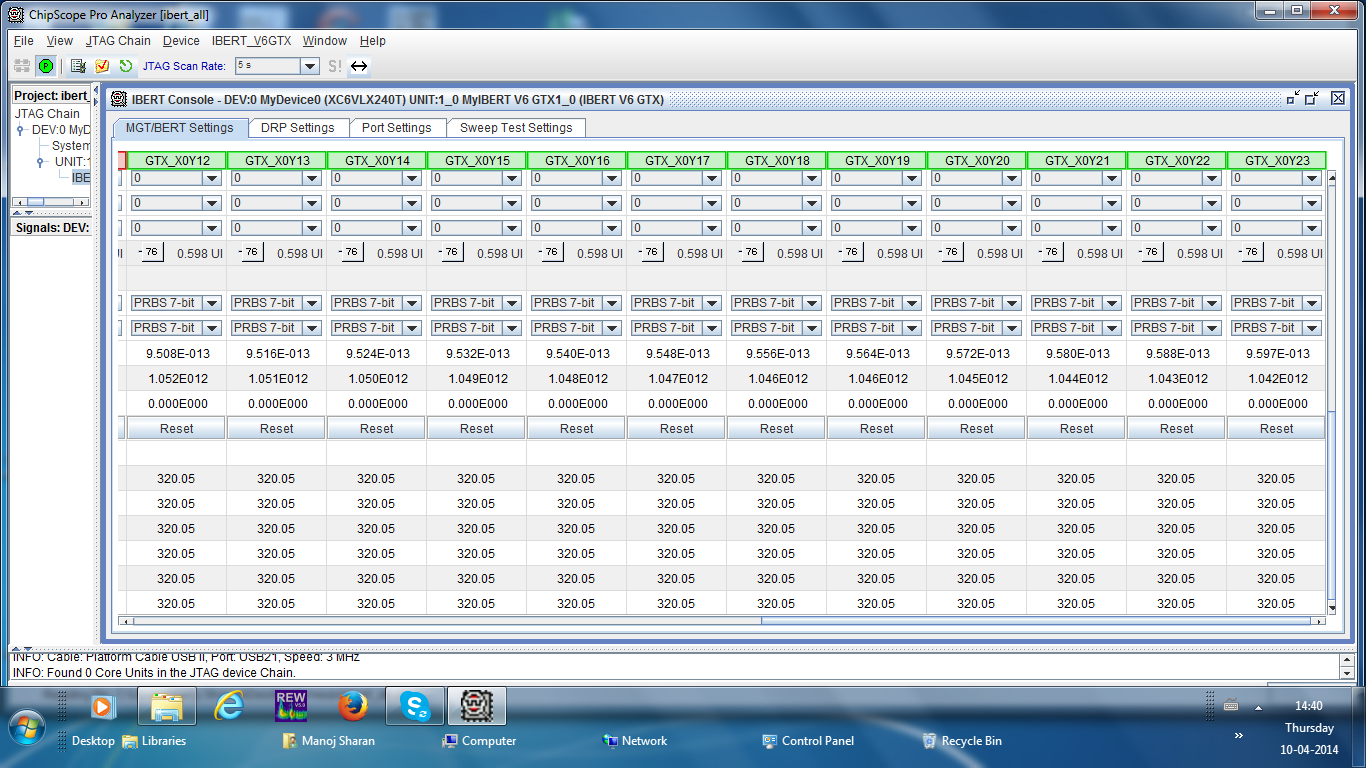 ChipScope Pro Analyzer [ibert_all]
File View JTAG Chain Device IBERT_V6GTX Window Help
JTAG Scan Rate: 5 s S!
Project: ibert_
JTAG Chain
DEV:0 MyD
System
UNIT:1
IBE
Signals: DEV:
IBERT Console - DEV:0 MyDevice0 (XC6VLX240T) UNIT:1_0 MyIBERT V6 GTX1_0 (IBERT V6 GTX)
MGT/BERT Settings DRP Settings Port Settings Sweep Test Settings
GTX_X0Y12 GTX_X0Y13 GTX_X0Y14 GTX_X0Y15 GTX_X0Y16 GTX_X0Y17 GTX_X0Y18 GTX_X0Y19 GTX_X0Y20 GTX_X0Y21 GTX_X0Y22 GTX_X0Y23
0 0 0 0 0 0 0 0 0 0 0 0
0 0 0 0 0 0 0 0 0 0 0 0
0 0 0 0 0 0 0 0 0 0 0 0
UI - 76 0.598 UI - 76 0.598 UI - 76 0.598 UI - 76 0.598 UI - 76 0.598 UI - 76 0.598 UI - 76 0.598 UI - 76 0.598 UI - 76 0.598 UI - 76 0.598 UI - 76 0.598 UI - 76 0.598 UI
PRBS 7-bit PRBS 7-bit PRBS 7-bit PRBS 7-bit PRBS 7-bit PRBS 7-bit PRBS 7-bit PRBS 7-bit PRBS 7-bit PRBS 7-bit PRBS 7-bit PRBS 7-bit
PRBS 7-bit PRBS 7-bit PRBS 7-bit PRBS 7-bit PRBS 7-bit PRBS 7-bit PRBS 7-bit PRBS 7-bit PRBS 7-bit PRBS 7-bit PRBS 7-bit PRBS 7-bit
9.508E-013 9.516E-013 9.524E-013 9.532E-013 9.540E-013 9.548E-013 9.556E-013 9.564E-013 9.572E-013 9.580E-013 9.588E-013 9.597E-013
1.052E012 1.051E012 1.050E012 1.049E012 1.048E012 1.047E012 1.046E012 1.046E012 1.045E012 1.044E012 1.043E012 1.042E012
0.000E000 0.000E000 0.000E000 0.000E000 0.000E000 0.000E000 0.000E000 0.000E000 0.000E000 0.000E000 0.000E000 0.000E000
Reset Reset Reset Reset Reset Reset Reset Reset Reset Reset Reset Reset
320.05 320.05 320.05 320.05 320.05 320.05 320.05 320.05 320.05 320.05 320.05 320.05
320.05 320.05 320.05 320.05 320.05 320.05 320.05 320.05 320.05 320.05 320.05 320.05
320.05 320.05 320.05 320.05 320.05 320.05 320.05 320.05 320.05 320.05 320.05 320.05
320.05 320.05 320.05 320.05 320.05 320.05 320.05 320.05 320.05 320.05 320.05 320.05
320.05 320.05 320.05 320.05 320.05 320.05 320.05 320.05 320.05 320.05 320.05 320.05
320.05 320.05 320.05 320.05 320.05 320.05 320.05 320.05 320.05 320.05 320.05 320.05
INFO: Cable: Platform Cable USB II, Port: USB21, Speed: 3 MHz
INFO: Found 0 Core Units in the JTAG device Chain.
REW
V5.0
14:40
Thursday
10-04-2014
Desktop Libraries Manoj Sharan Computer Network Control Panel Recycle Bin